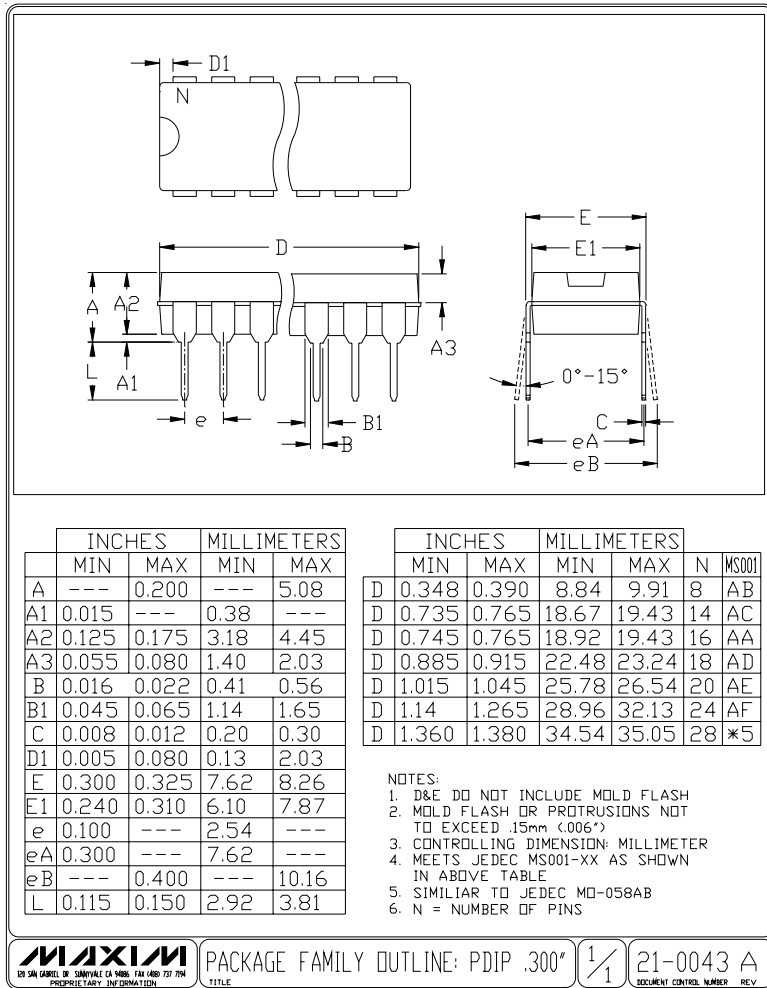 D1
N
E
E1
D
A
A2
A3
L
A1
0°-15°
e
B1
B
C
eA
eB
INCHES MILLIMETERS
MIN MAX MIN MAX
A --- 0.200 --- 5.08
A1 0.015 --- 0.38 ---
A2 0.125 0.175 3.18 4.45
A3 0.055 0.080 1.40 2.03
B 0.016 0.022 0.41 0.56
B1 0.045 0.065 1.14 1.65
C 0.008 0.012 0.20 0.30
D1 0.005 0.080 0.13 2.03
E 0.300 0.325 7.62 8.26
E1 0.240 0.310 6.10 7.87
e 0.100 --- 2.54 ---
eA 0.300 --- 7.62 ---
eB --- 0.400 --- 10.16
L 0.115 0.150 2.92 3.81
INCHES MILLIMETERS
MIN MAX MIN MAX N MS001
D 0.348 0.390 8.84 9.91 8 AB
D 0.735 0.765 18.67 19.43 14 AC
D 0.745 0.765 18.92 19.43 16 AA
D 0.885 0.915 22.48 23.24 18 AD
D 1.015 1.045 25.78 26.54 20 AE
D 1.14 1.265 28.96 32.13 24 AF
D 1.360 1.380 34.54 35.05 28 *5
NOTES:
1. D&E DO NOT INCLUDE MOLD FLASH
2. MOLD FLASH OR PROTRUSIONS NOT
TO EXCEED .15mm (.006")
3. CONTROLLING DIMENSION: MILLIMETER
4. MEETS JEDEC MS001-XX AS SHOWN
IN ABOVE TABLE
5. SIMILIAR TO JEDEC MO-058AB
6. N = NUMBER OF PINS
MAXIM
120 SAN GABRIEL DR SUNNYVALE CA 94086 FAX (408) 737 7194
PROPRIETARY INFORMATION
PACKAGE FAMILY OUTLINE: PDIP .300"
TITLE
1/1
21-0043 A
DOCUMENT CONTROL NUMBER REV